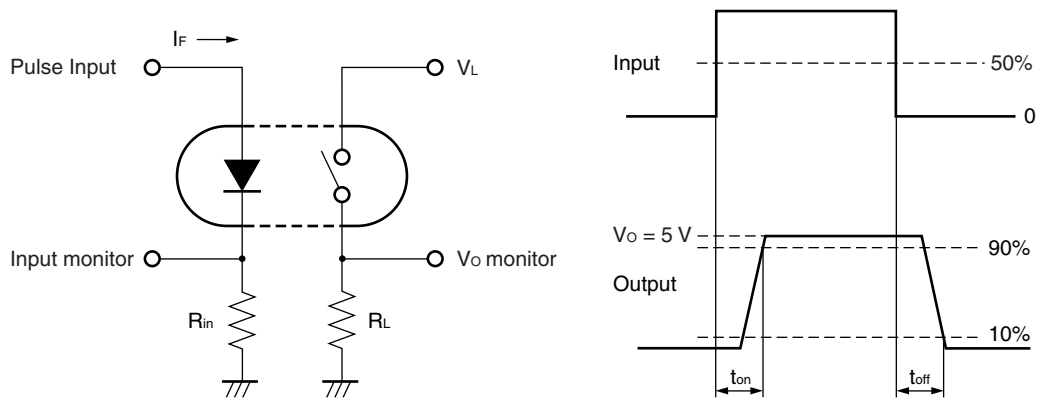 IF
Pulse Input
VL
Input monitor
VO monitor
Rin
RL
Input
50%
0
VO = 5 V
90%
Output
10%
ton
toff